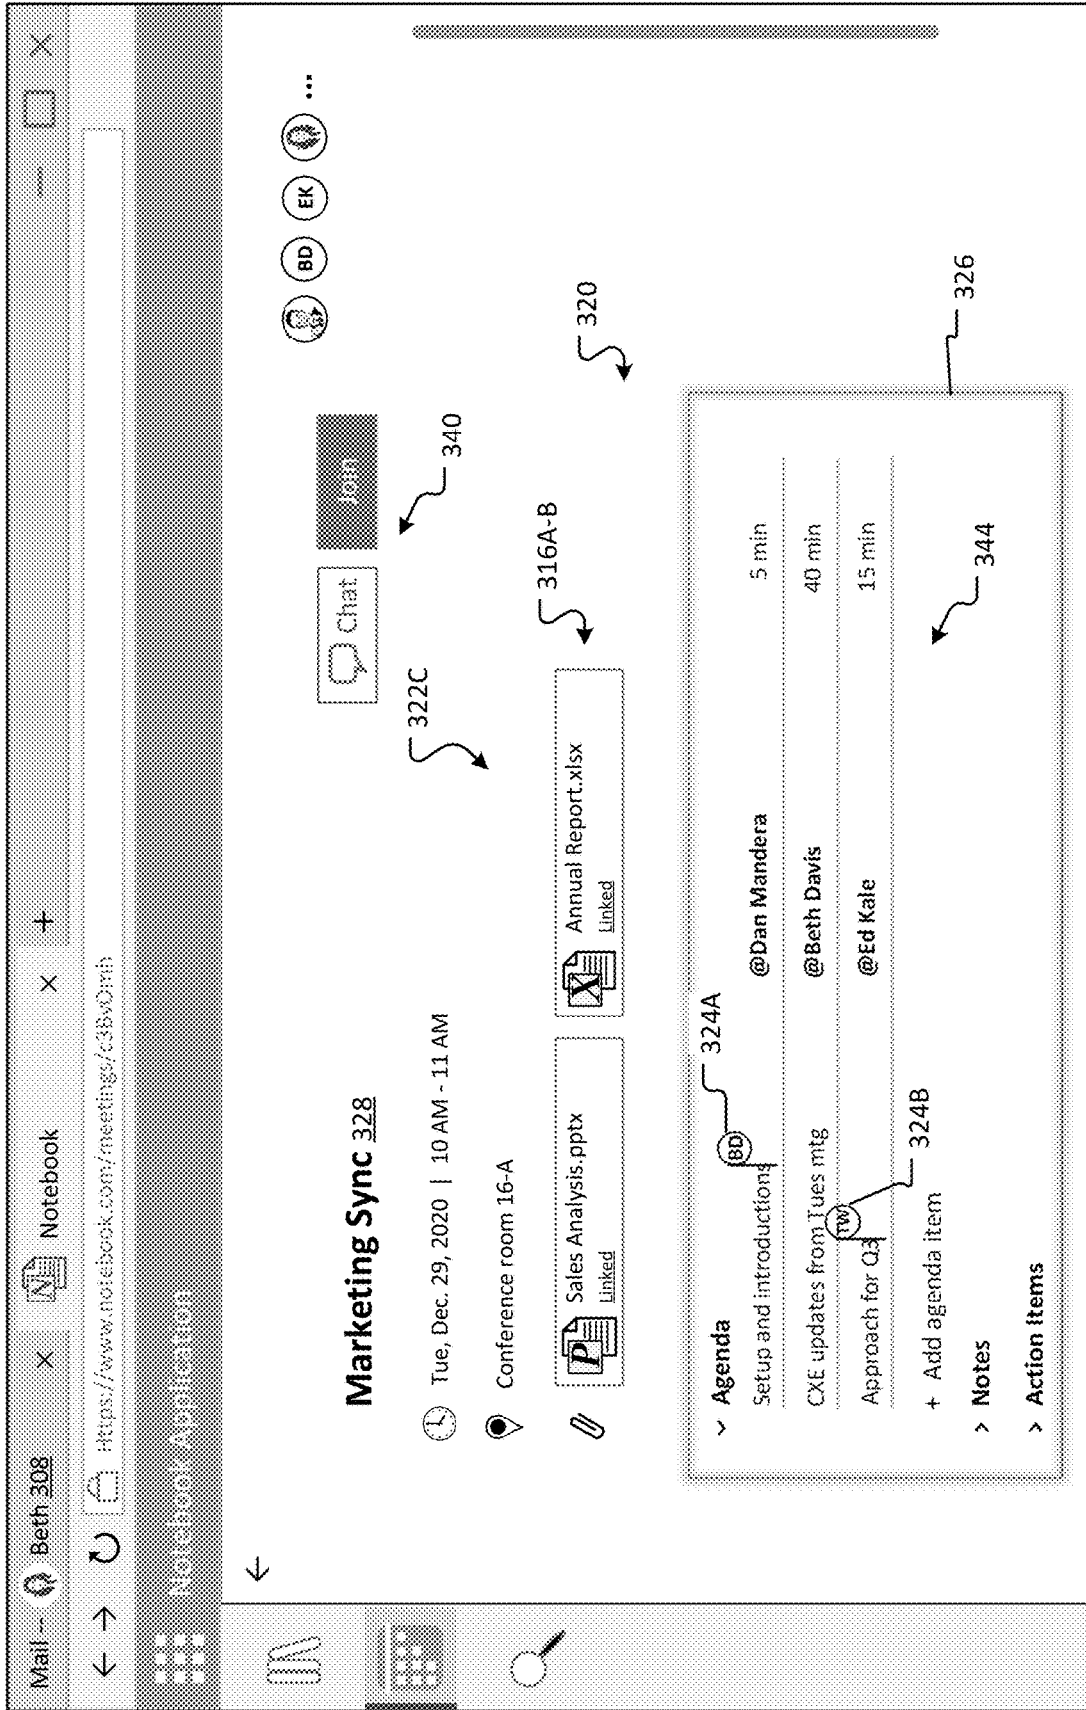 Mail -- Beth 308 × Notebook × +
Https://www.notebook.com/meetings/c38v0mh
Notebook Application
BD EK ...
Marketing Sync 328
Chat Join
340
Tue, Dec. 29, 2020 | 10 AM - 11 AM
322C
Conference room 16-A
316A-B
320
P Sales Analysis.pptx
Linked
X Annual Report.xlsx
Linked
324A
Agenda
BD
Setup and introductions @Dan Mandera 5 min
CXE updates from Tues mtg @Beth Davis 40 min
TW
Approach for Q3 @Ed Kale 15 min
324B
+ Add agenda item
344
326
> Notes
> Action Items